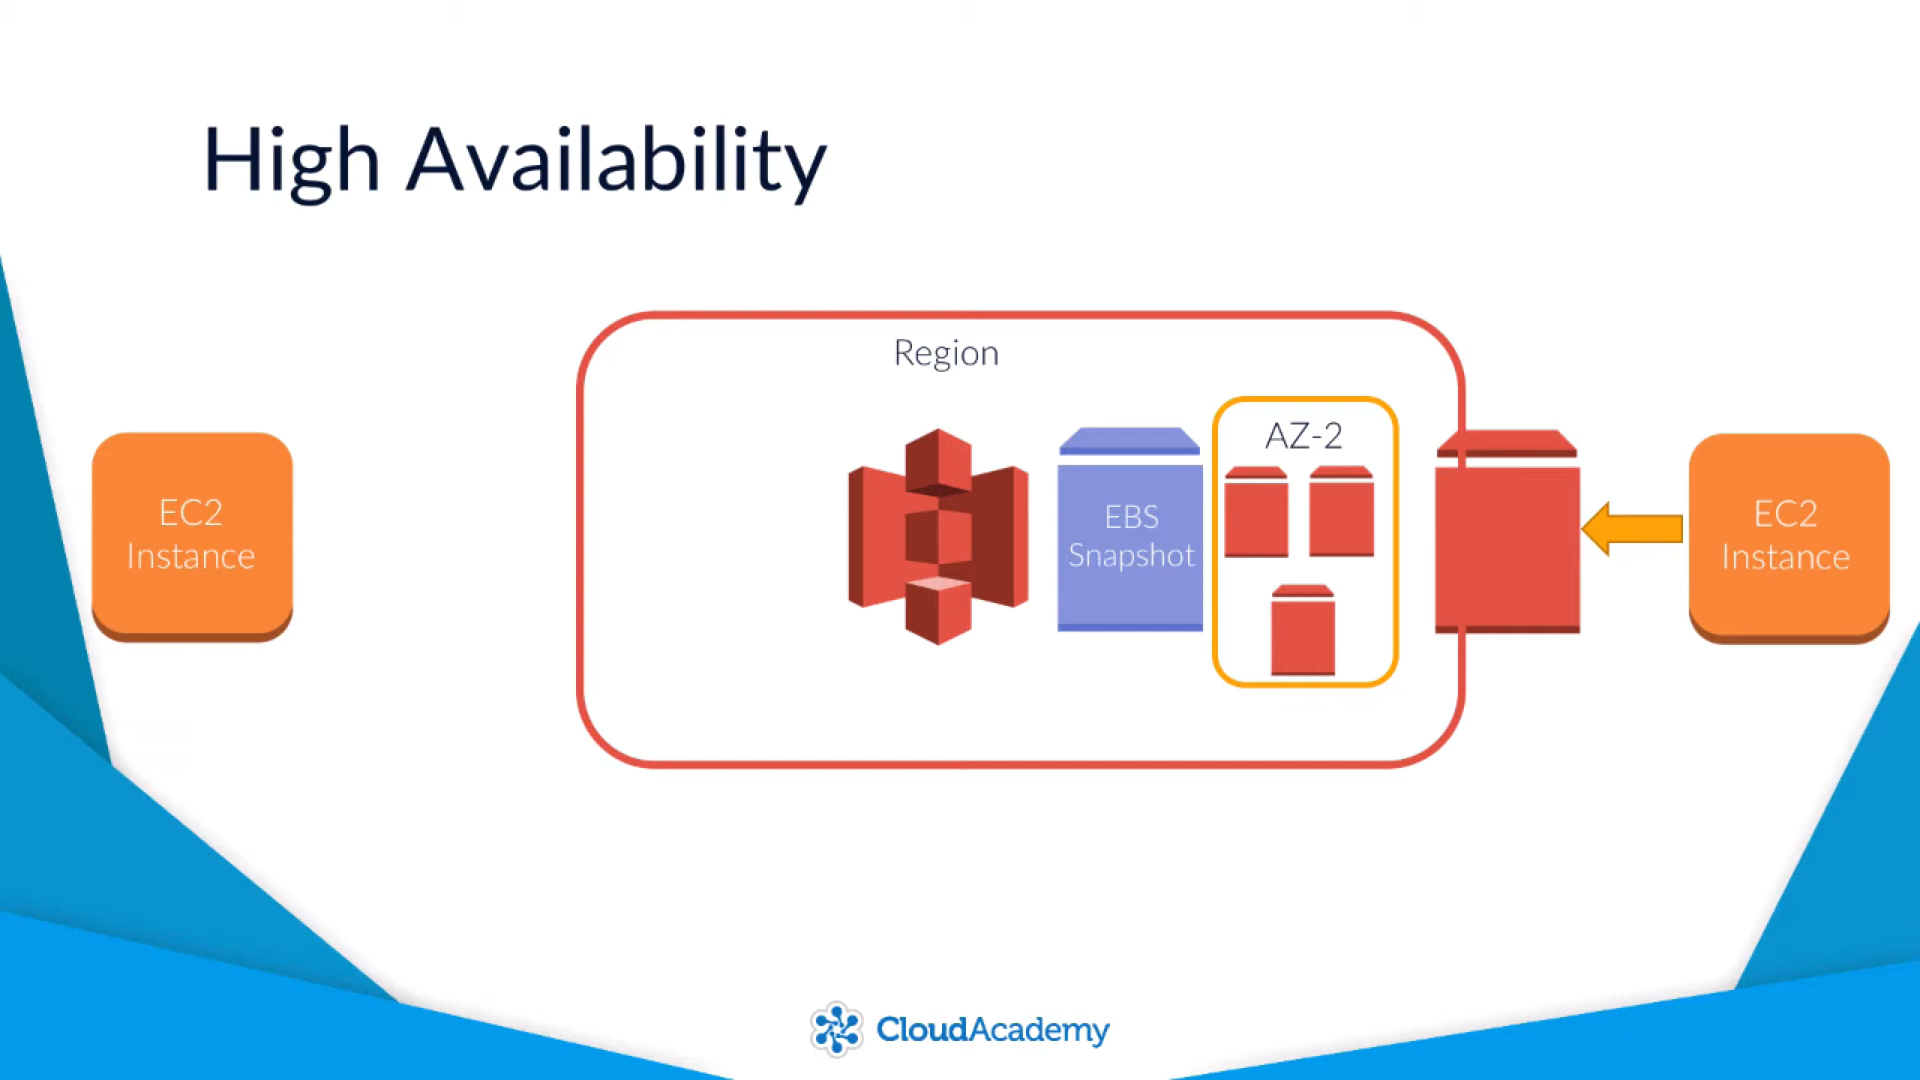 High Availability
Region
AZ-2
EC2
Instance
EBS
Snapshot
EC2
Instance
CloudAcademy